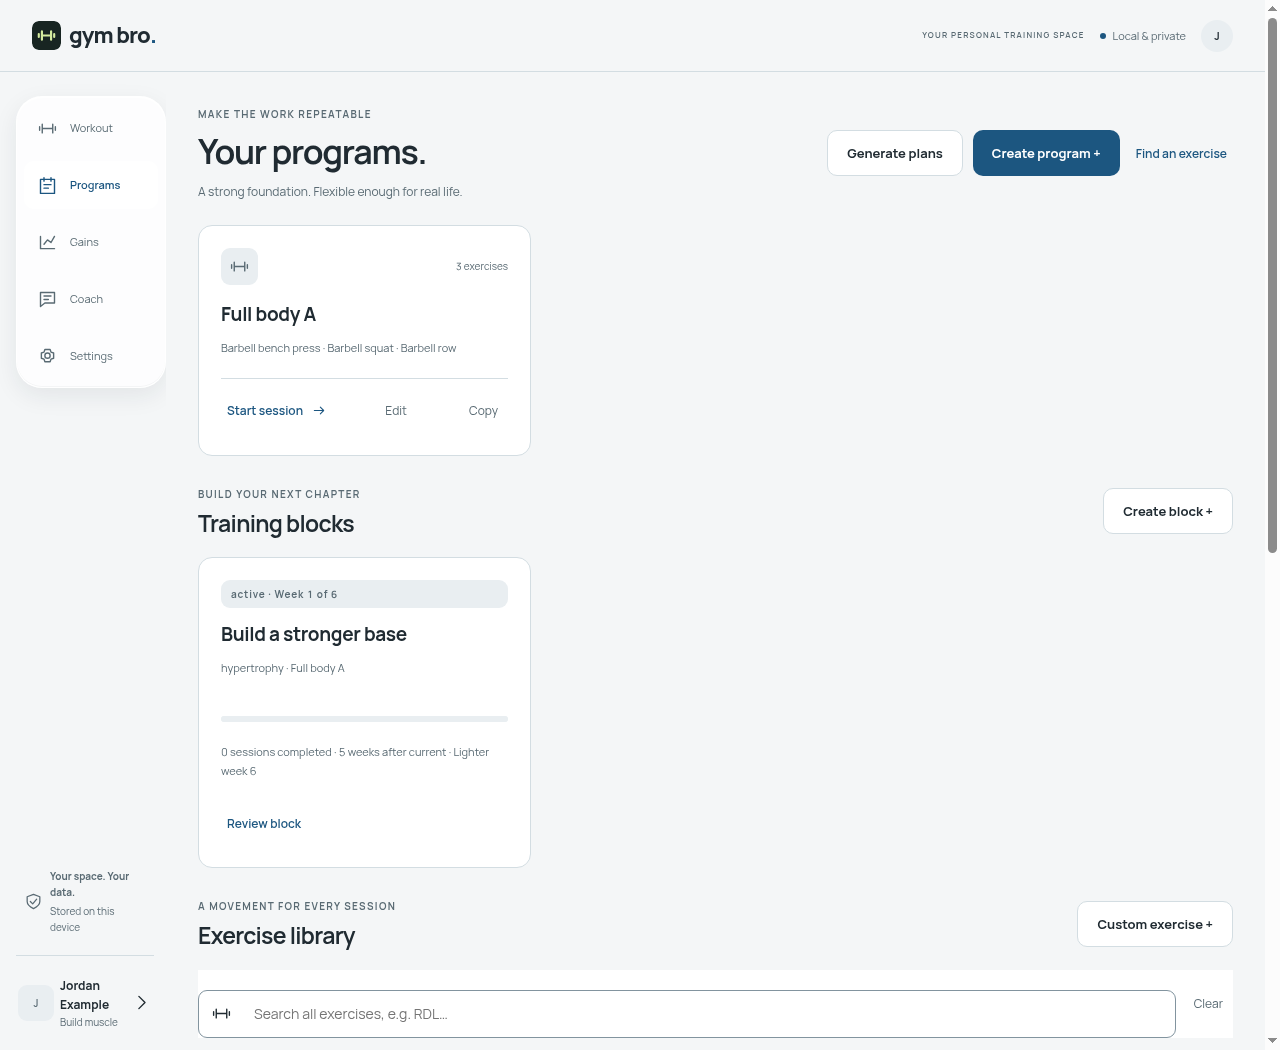 gym bro.
YOUR PERSONAL TRAINING SPACE
Local & private
J
Workout
Programs
Gains
Coach
Settings
MAKE THE WORK REPEATABLE
Your programs.
A strong foundation. Flexible enough for real life.
Generate plans
Create program +
Find an exercise
3 exercises
Full body A
Barbell bench press · Barbell squat · Barbell row
Start session →
Edit
Copy
BUILD YOUR NEXT CHAPTER
Training blocks
Create block +
active · Week 1 of 6
Build a stronger base
hypertrophy · Full body A
0 sessions completed · 5 weeks after current · Lighter
week 6
Review block
A MOVEMENT FOR EVERY SESSION
Exercise library
Custom exercise +
Search all exercises, e.g. RDL...
Clear
Your space. Your
data.
Stored on this
device
J
Jordan
Example
Build muscle